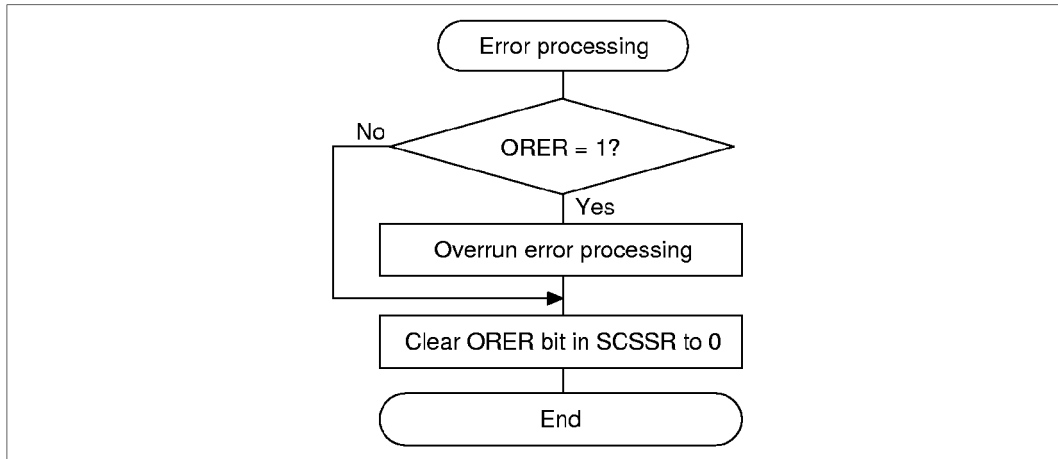 Error processing
No
ORER = 1?
Yes
Overrun error processing
Clear ORER bit in SCSSR to 0
End